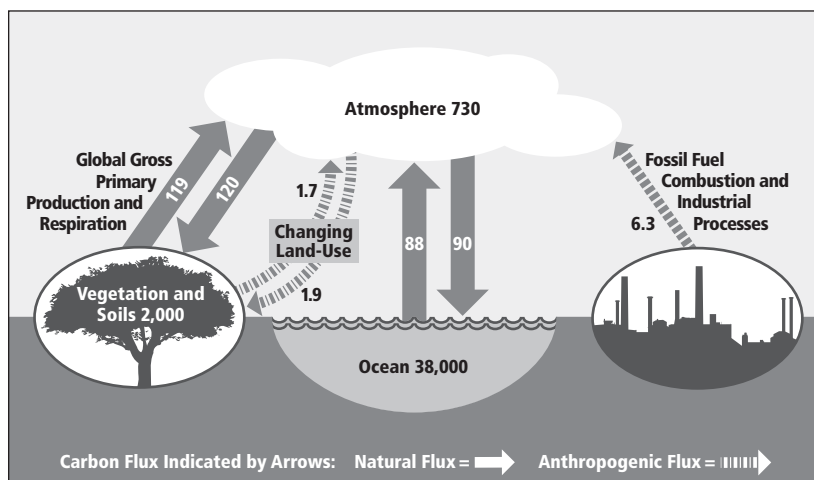 Atmosphere 730
Global Gross
Primary
Production and
Respiration
119
120
1.7
Changing
Land-Use
1.9
88
90
Fossil Fuel
Combustion and
Industrial
Processes
6.3
Vegetation and
Soils 2,000
Ocean 38,000
Carbon Flux Indicated by Arrows: Natural Flux = Anthropogenic Flux =